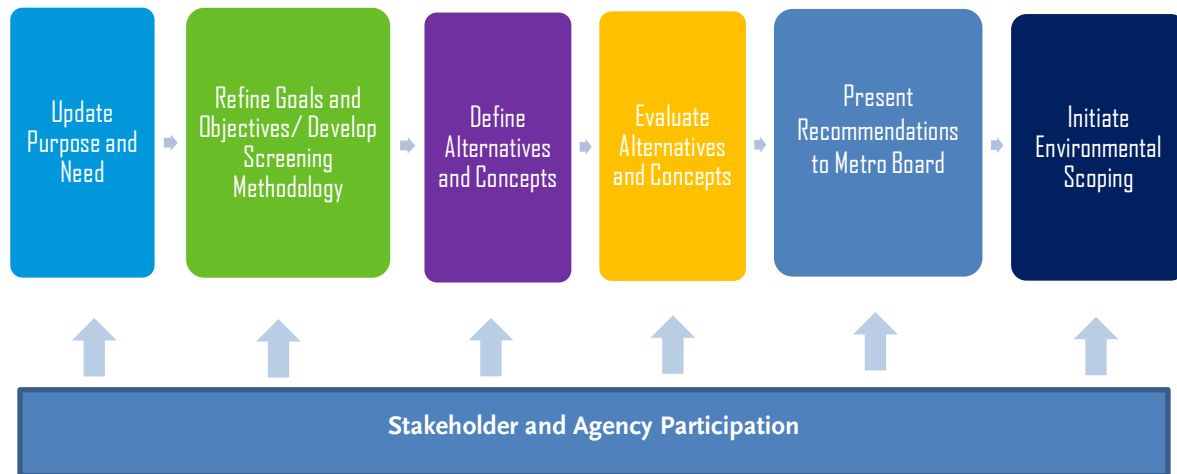 Update
Purpose and
Need
Refine Goals and
Objectives/ Develop
Screening
Methodology
Define
Alternatives
and Concepts
Evaluate
Alternatives
and Concepts
Present
Recommendations
to Metro Board
Initiate
Environmental
Scoping
Stakeholder and Agency Participation